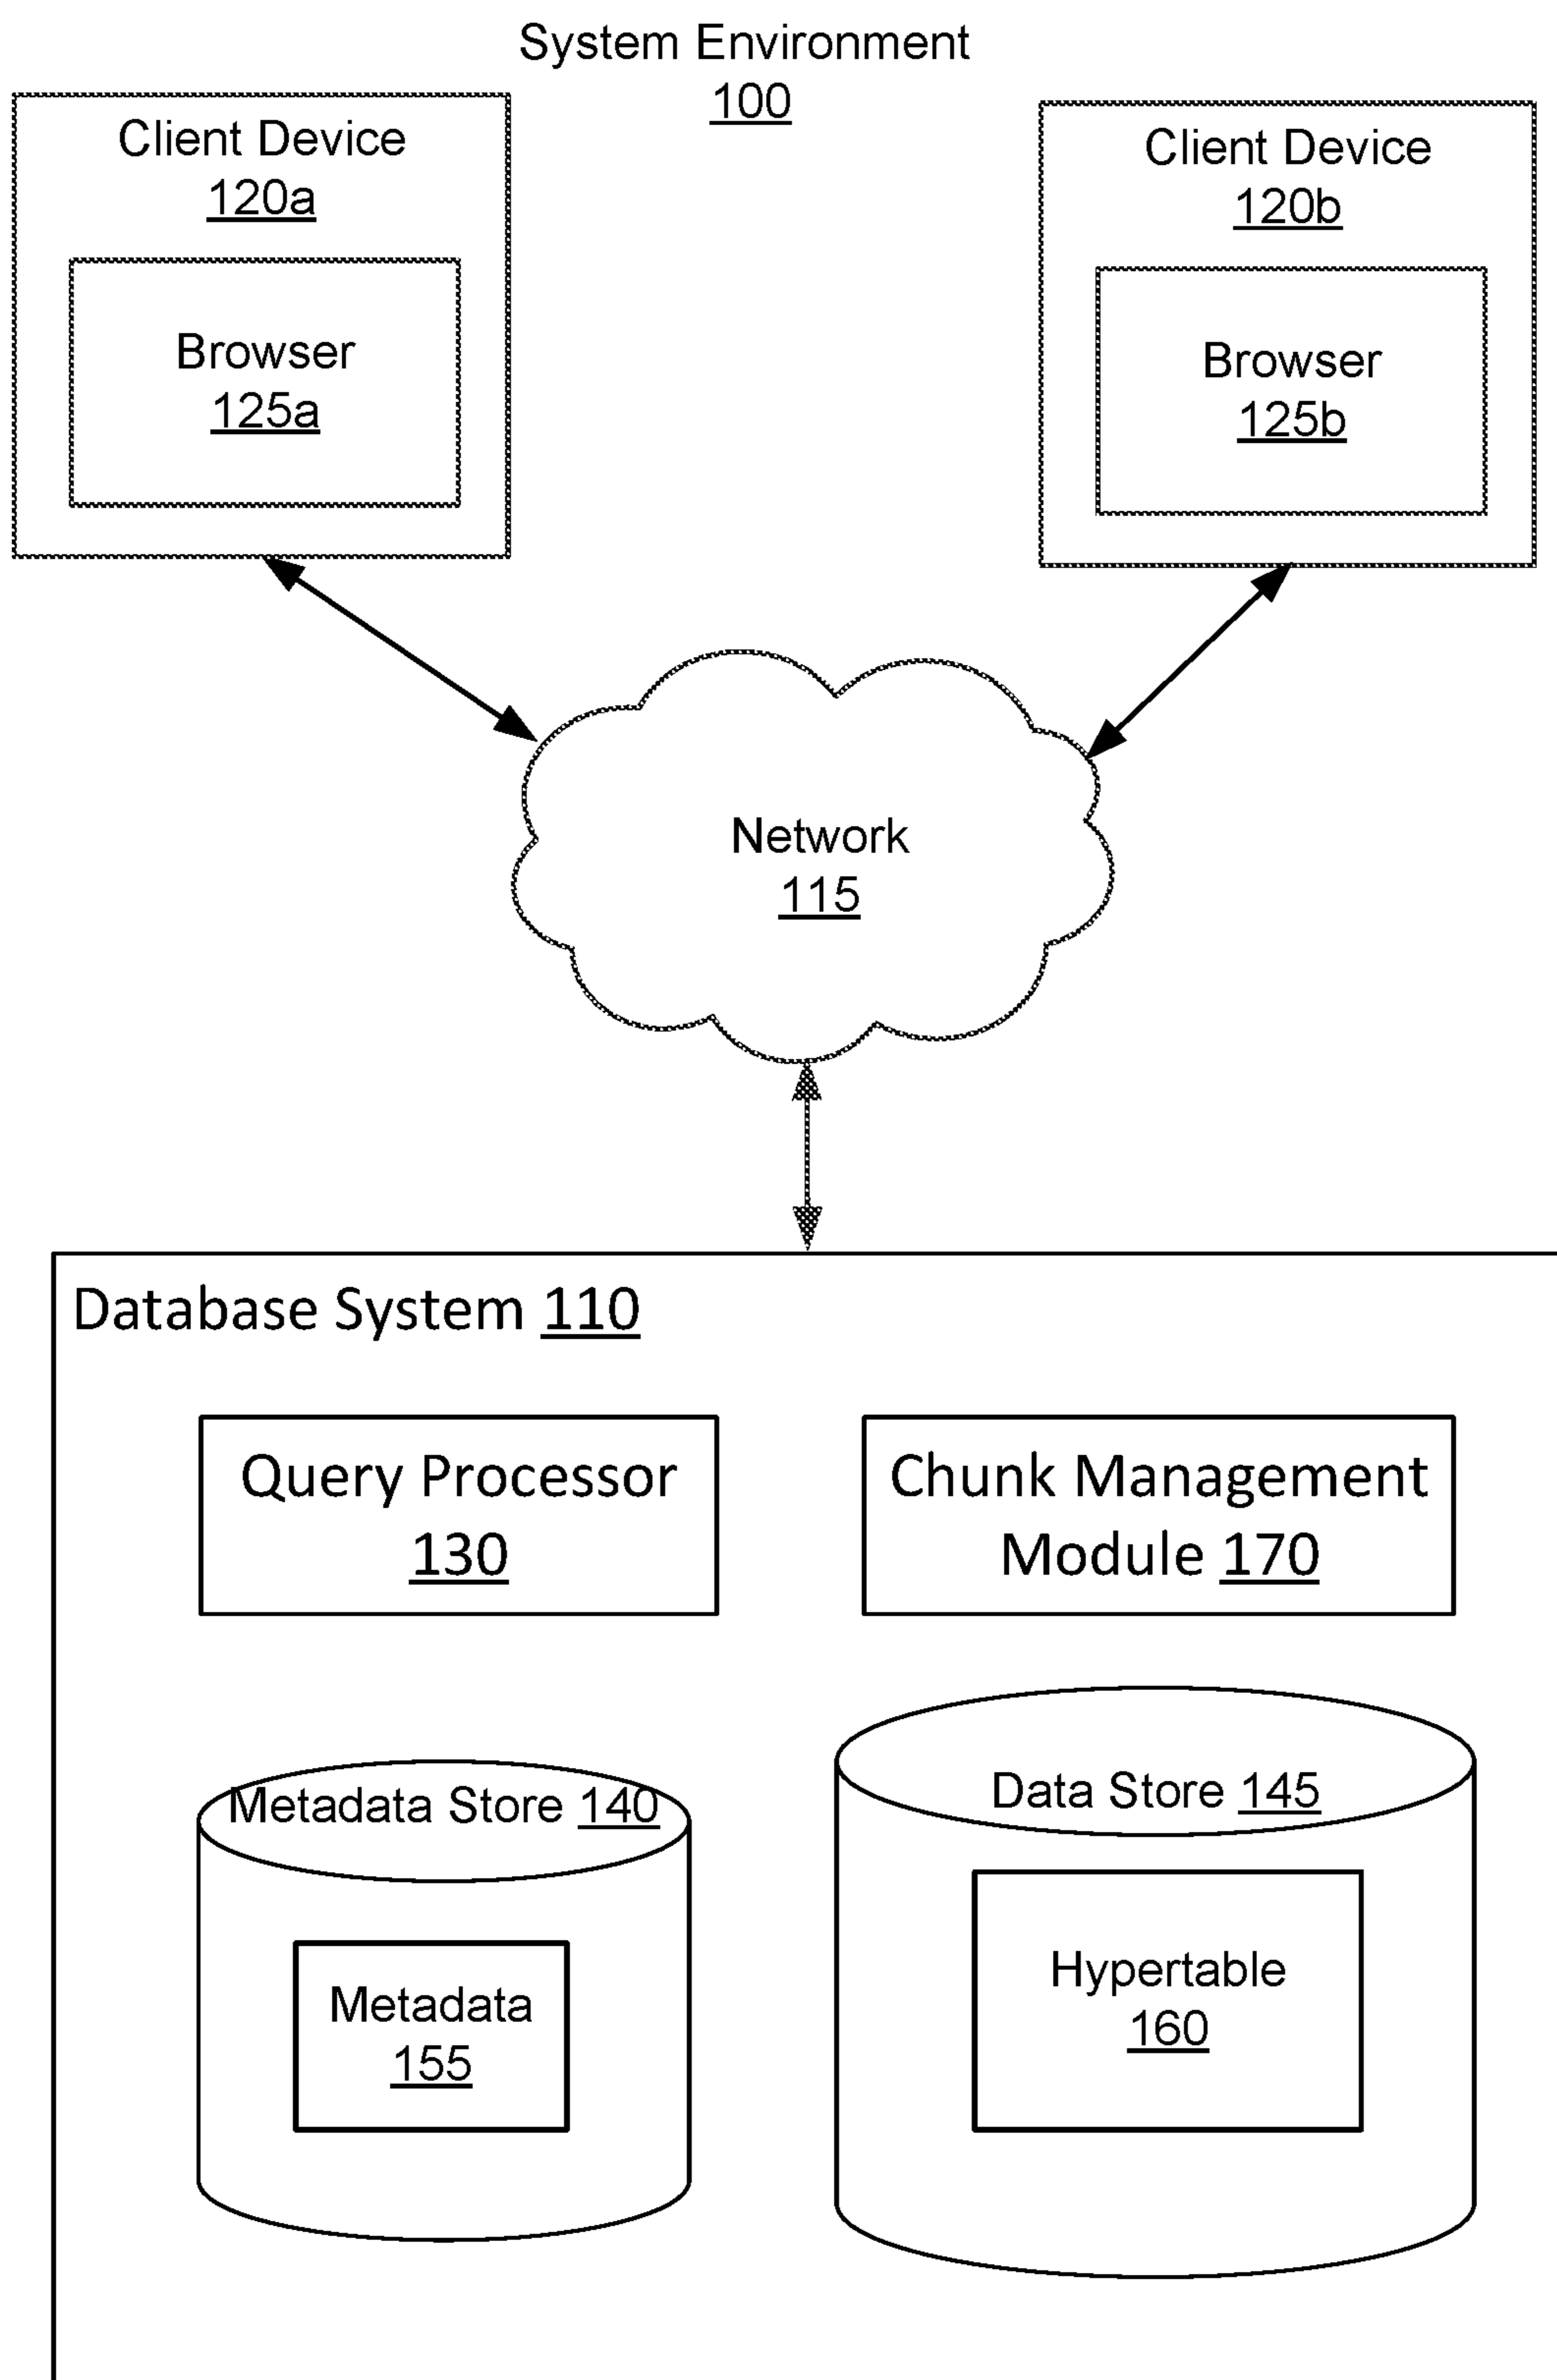 System Environment
100
Client Device
120a
Browser
125a
Client Device
120b
Browser
125b
Network
115
Database System 110
Query Processor
130
Chunk Management
Module 170
Metadata Store 140
Metadata
155
Data Store 145
Hypertable
160